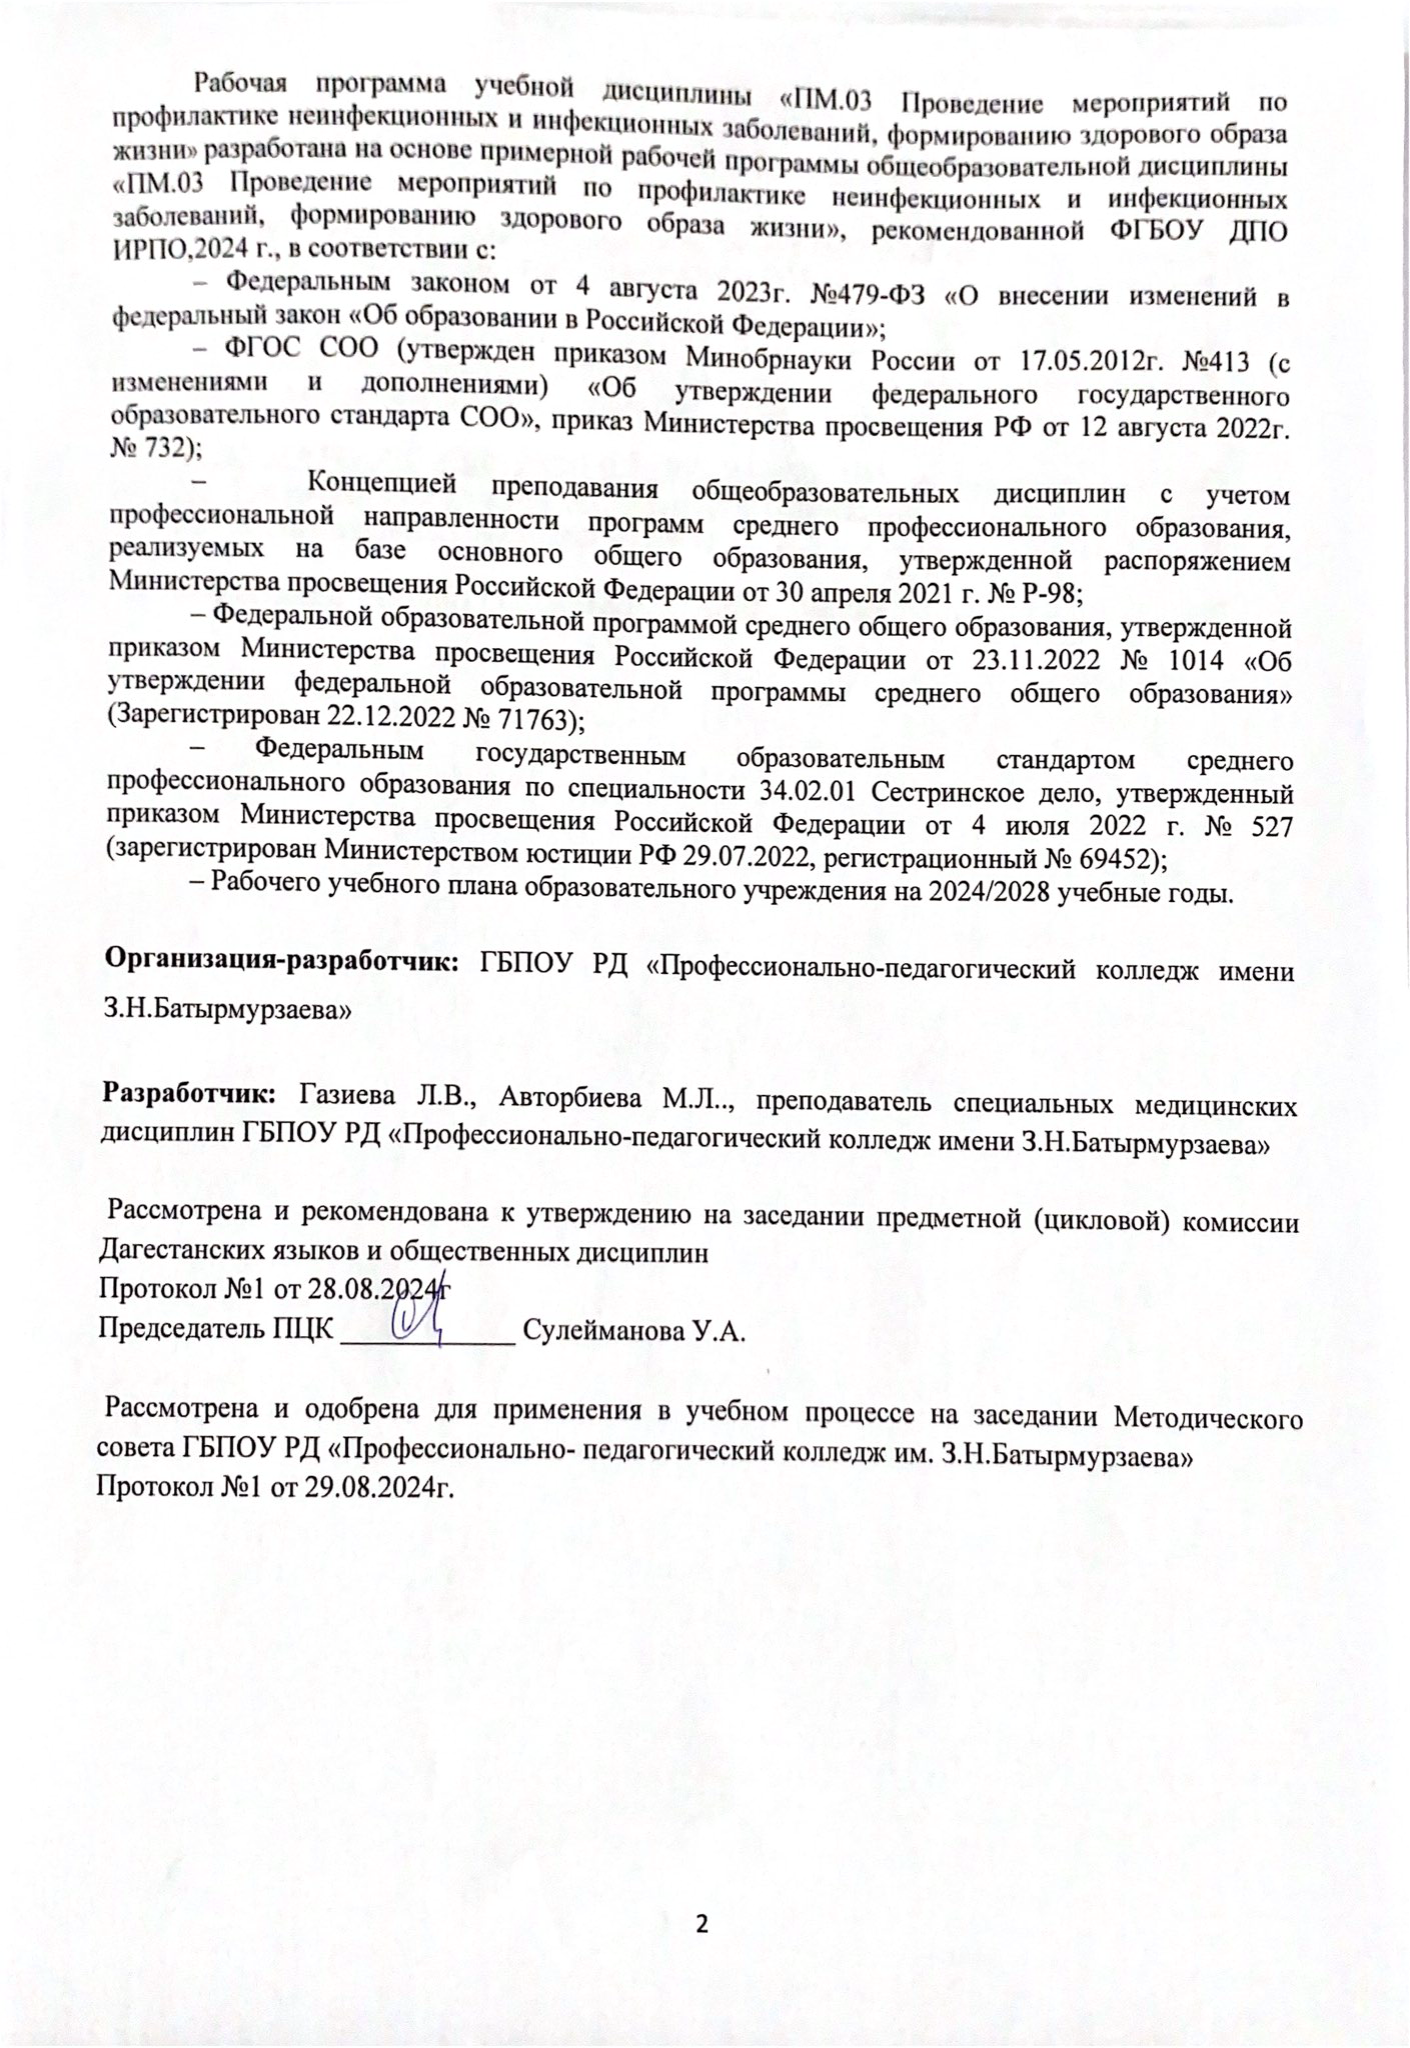 Рабочая программа учебной дисциплины «ПМ.03 Проведение мероприятий по
профилактике неинфекционных и инфекционных заболеваний, формированию здорового образа
жизни» разработана на основе примерной рабочей программы общеобразовательной дисциплины
«ПМ.03 Проведение мероприятий по профилактике неинфекционных и инфекционных
заболеваний, формированию здорового образа жизни», рекомендованной ФГБОУ ДПО
ИРПО,2024 г., в соответствии с:
– Федеральным законом от 4 августа 2023г. №479-ФЗ «О внесении изменений в
федеральный закон «Об образовании в Российской Федерации»;
– ФГОС СОО (утвержден приказом Минобрнауки России от 17.05.2012г. №413 (с
изменениями и дополнениями) «Об утверждении федерального государственного
образовательного стандарта СОО», приказ Министерства просвещения РФ от 12 августа 2022г.
№ 732);
– Концепцией преподавания общеобразовательных дисциплин с учетом
профессиональной направленности программ среднего профессионального образования,
реализуемых на базе основного общего образования, утвержденной распоряжением
Министерства просвещения Российской Федерации от 30 апреля 2021 г. № Р-98;
– Федеральной образовательной программой среднего общего образования, утвержденной
приказом Министерства просвещения Российской Федерации от 23.11.2022 № 1014 «Об
утверждении федеральной образовательной программы среднего общего образования»
(Зарегистрирован 22.12.2022 № 71763);
– Федеральным государственным образовательным стандартом среднего
профессионального образования по специальности 34.02.01 Сестринское дело, утвержденный
приказом Министерства просвещения Российской Федерации от 4 июля 2022 г. № 527
(зарегистрирован Министерством юстиции РФ 29.07.2022, регистрационный № 69452);
– Рабочего учебного плана образовательного учреждения на 2024/2028 учебные годы.
Организация-разработчик: ГБПОУ РД «Профессионально-педагогический колледж имени
З.Н.Батырмурзаева»
Разработчик: Газиева Л.В., Авторбиева М.Л.., преподаватель специальных медицинских
дисциплин ГБПОУ РД «Профессионально-педагогический колледж имени З.Н.Батырмурзаева»
Рассмотрена и рекомендована к утверждению на заседании предметной (цикловой) комиссии
Дагестанских языков и общественных дисциплин
Протокол №1 от 28.08.2024г
Председатель ПЦК ____________ Сулейманова У.А.
Рассмотрена и одобрена для применения в учебном процессе на заседании Методического
совета ГБПОУ РД «Профессионально- педагогический колледж им. З.Н.Батырмурзаева»
Протокол №1 от 29.08.2024г.
2